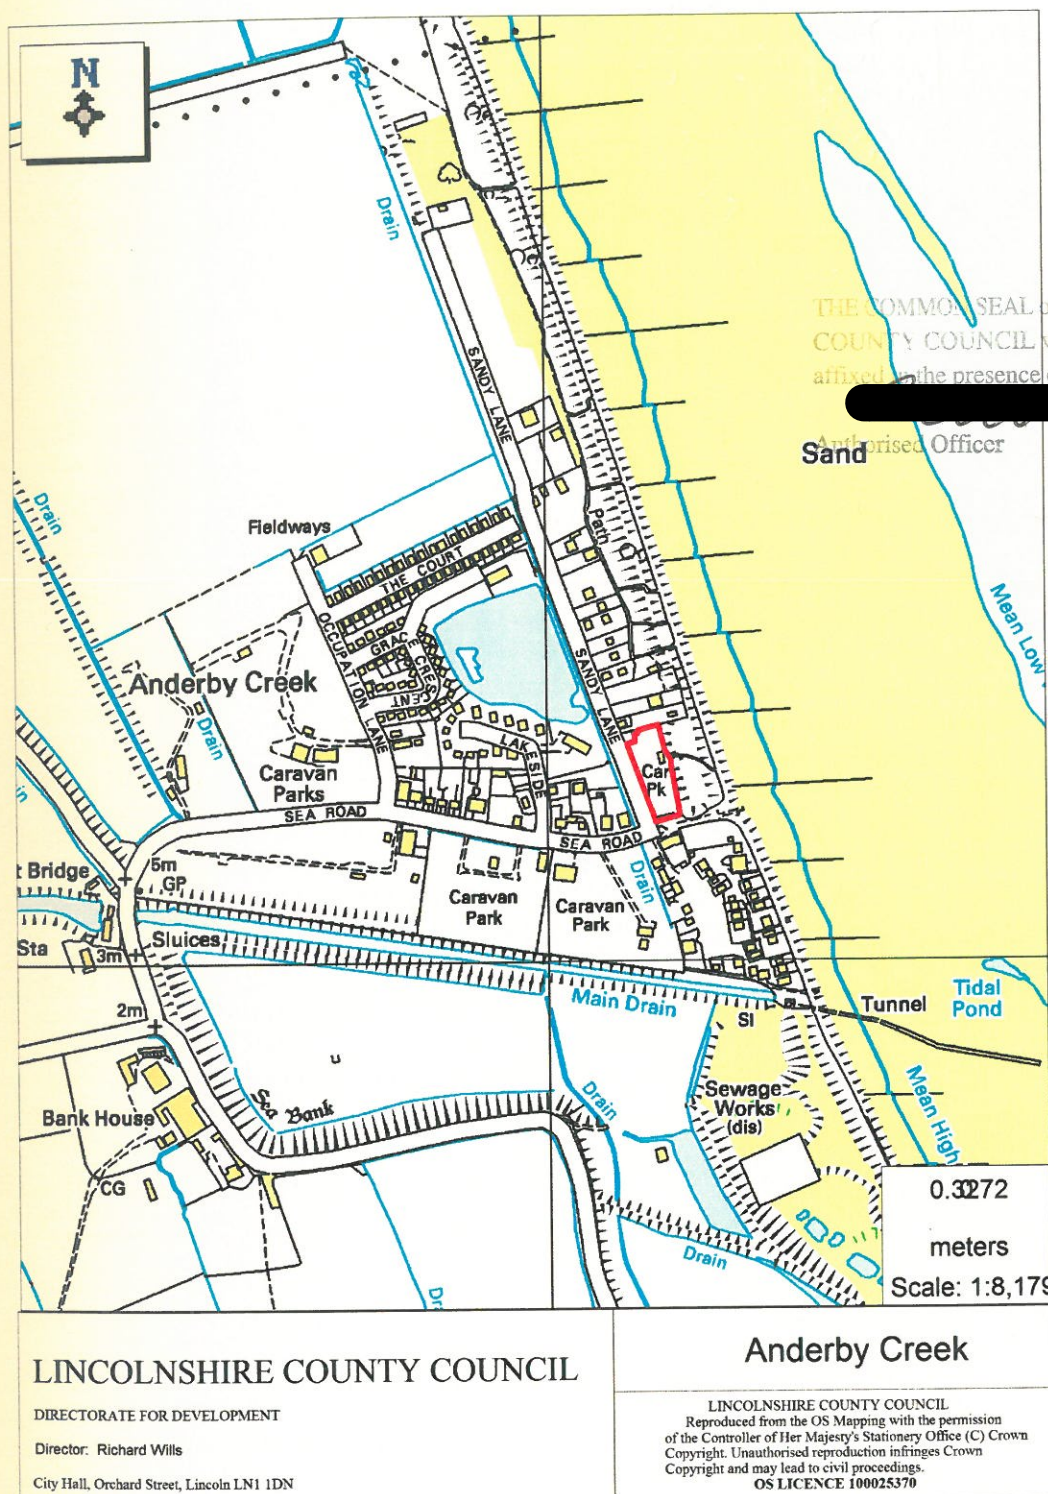 N
Drain
THE COMMON SEAL o
COUNTY COUNCIL
affixed in the presence
Authorised Officer
Sand
SANDY LANE
Drain
Fieldways
Path
THE COURT
Mean Low
OCCUPATION LANE
GRACE CRESCENT
SANDY LANE
Anderby Creek
Drain
LAKESIDE
Car
Pk
Caravan
Parks
SEA ROAD
SEA ROAD
t Bridge
5m
GP
Drain
Caravan
Park
Caravan
Park
Sta
3m
Sluices
2m
Main Drain
SI
Tunnel
Tidal
Pond
Sea Bank
Drain
Sewage
Works
(dis)
Mean High
Bank House
CG
Drain
Dr
meters
Scale: 1:8,179
LINCOLNSHIRE COUNTY COUNCIL
DIRECTORATE FOR DEVELOPMENT
Director: Richard Wills
City Hall, Orchard Street, Lincoln LN1 1DN
Anderby Creek
LINCOLNSHIRE COUNTY COUNCIL
Reproduced from the OS Mapping with the permission
of the Controller of Her Majesty's Stationery Office (C) Crown
Copyright. Unauthorised reproduction infringes Crown
Copyright and may lead to civil proceedings.
OS LICENCE 100025370